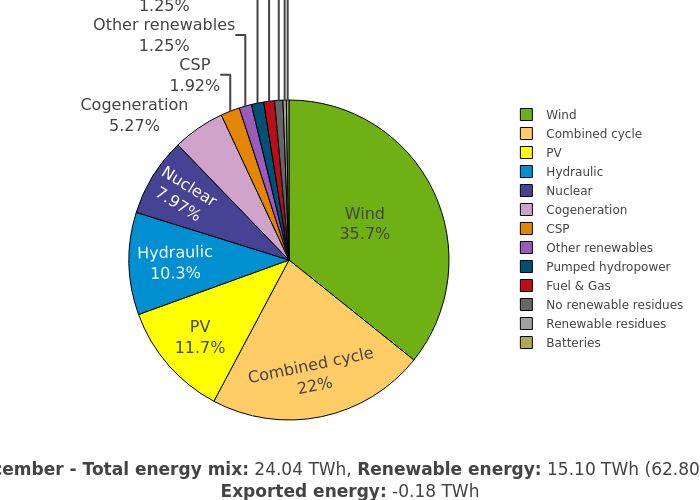 1.25%
Other renewables
1.25%
CSP
1.92%
Cogeneration
5.27%
Nuclear
7.97%
Hydraulic
10.3%
PV
11.7%
Combined cycle
22%
Wind
35.7%
Wind
Combined cycle
PV
Hydraulic
Nuclear
Cogeneration
CSP
Other renewables
Pumped hydropower
Fuel & Gas
No renewable residues
Renewable residues
Batteries
cember - Total energy mix: 24.04 TWh, Renewable energy: 15.10 TWh (62.80
Exported energy: -0.18 TWh